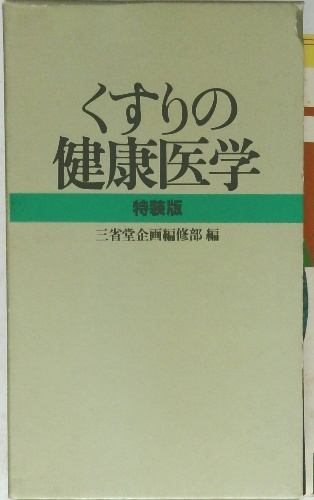 くすりの
健康医学
特装版
三省堂企画編修部 編